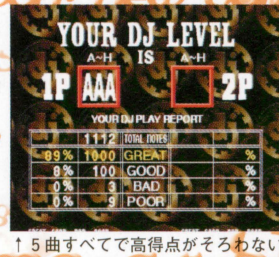 YOUR DJ LEVEL
A~H IS A~H
1P AAA 2P
YOUR DJ PLAY REPORT
1112 TOTAL NOTES
89% 1000 GREAT %
8% 100 GOOD %
0% 3 BAD %
0% 9 POOR %
↑5曲すべてで高得点がそろわない